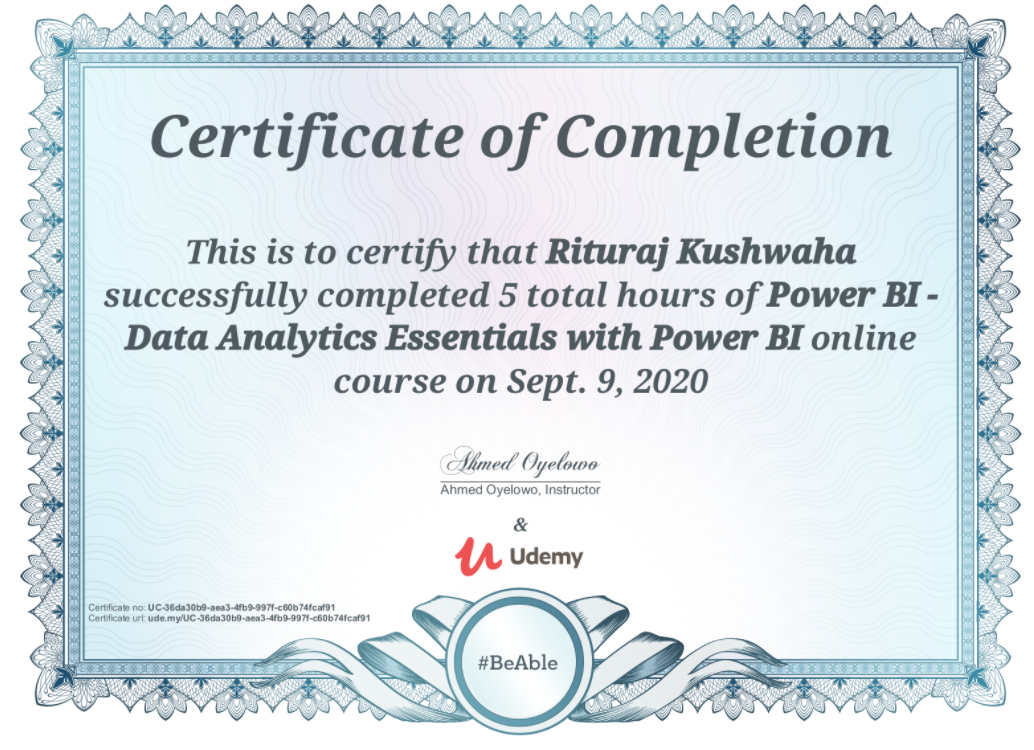 Certificate of Completion
This is to certify that Rituraj Kushwaha
successfully completed 5 total hours of Power BI -
Data Analytics Essentials with Power BI online
course on Sept. 9, 2020
Ahmed Oyelowo
Ahmed Oyelowo, Instructor
&
Udemy
Certificate no: UC-36da30b9-aea3-4fb9-997f-c60b74fcaf91
Certificate url: ude.my/UC-36da30b9-aea3-4fb9-997f-c60b74fcaf91
#BeAble